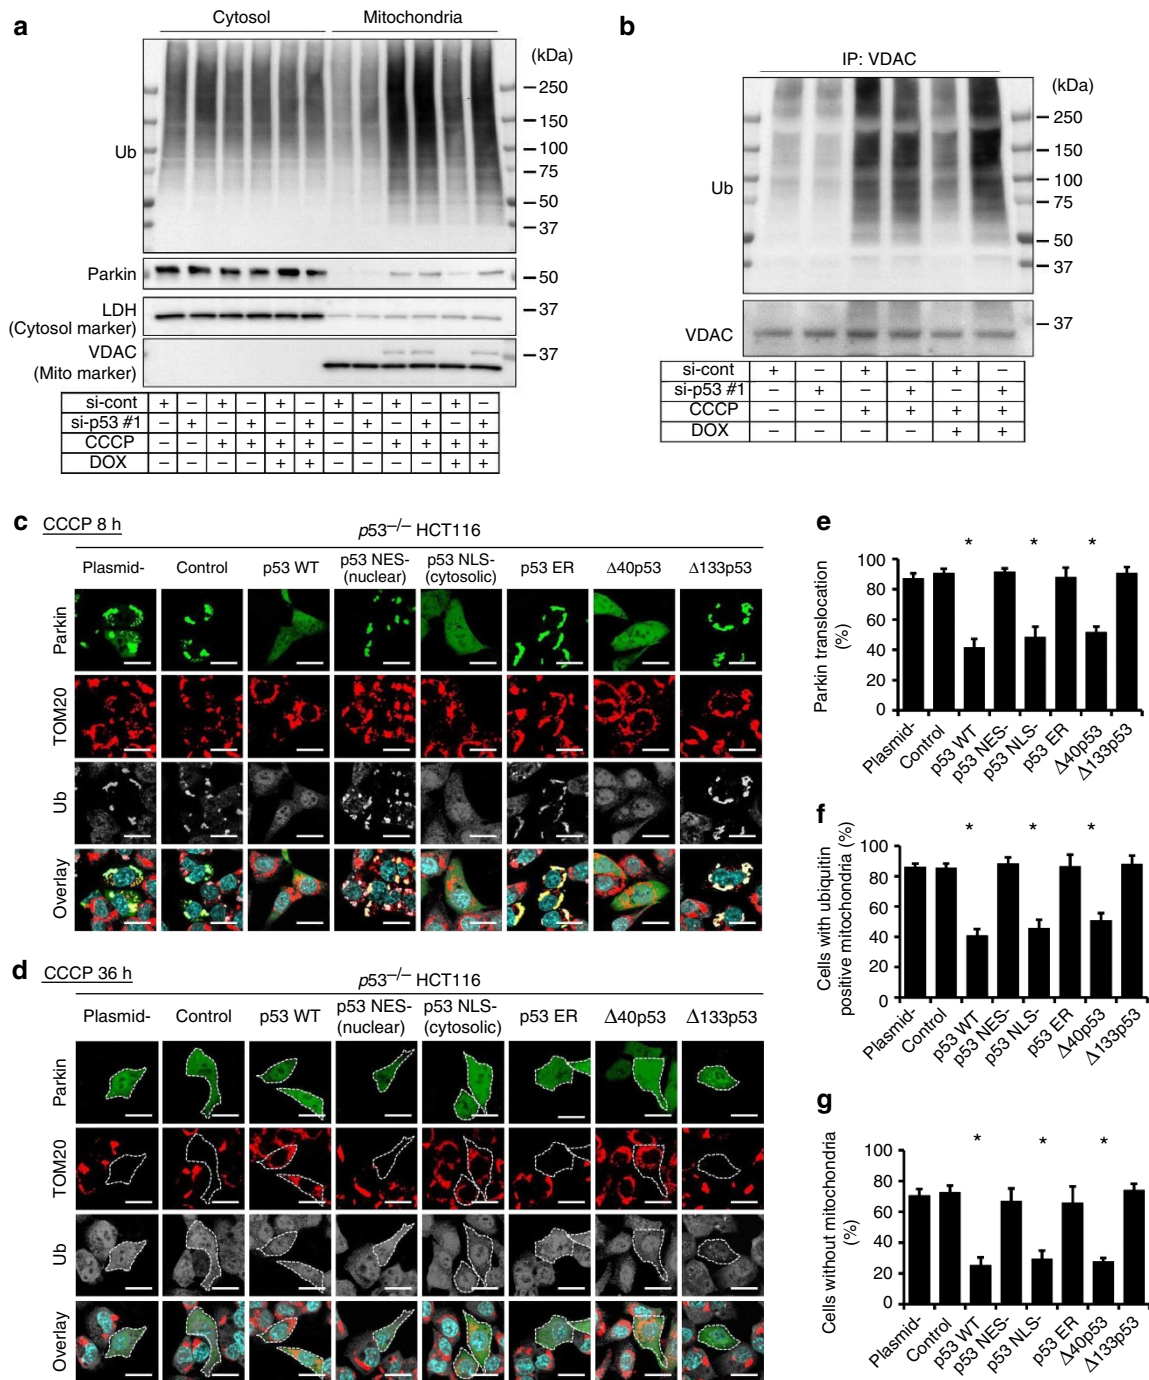 a
Cytosol Mitochondria
(kDa)
Ub
250
150
100
75
50
37
Parkin
50
LDH
(Cytosol marker)
37
VDAC
(Mito marker)
37
si-cont + – + – + – + – + – + –
si-p53 #1 – + – + – + – + – + – +
CCCP – – + + + + – – + + + +
DOX – – – – + + – – – – + +
b
IP: VDAC
(kDa)
Ub
250
150
100
75
50
37
VDAC
37
si-cont + – + – + –
si-p53 #1 – + – + – +
CCCP – – + + + +
DOX – – – – + +
c CCCP 8 h
p53–/– HCT116
Plasmid- Control p53 WT p53 NES- (nuclear) p53 NLS- (cytosolic) p53 ER Δ40p53 Δ133p53
Parkin
TOM20
Ub
Overlay
d CCCP 36 h
p53–/– HCT116
Plasmid- Control p53 WT p53 NES- (nuclear) p53 NLS- (cytosolic) p53 ER Δ40p53 Δ133p53
Parkin
TOM20
Ub
Overlay
e
* * *
Parkin translocation
(%)
100
80
60
40
20
0
Plasmid- Control p53 WT p53 NES- p53 NLS- p53 ER Δ40p53 Δ133p53
f
* * *
Cells with ubiquitin
positive mitochondria (%)
100
80
60
40
20
0
Plasmid- Control p53 WT p53 NES- p53 NLS- p53 ER Δ40p53 Δ133p53
g
* * *
Cells without mitochondria
(%)
100
80
60
40
20
0
Plasmid- Control p53 WT p53 NES- p53 NLS- p53 ER Δ40p53 Δ133p53